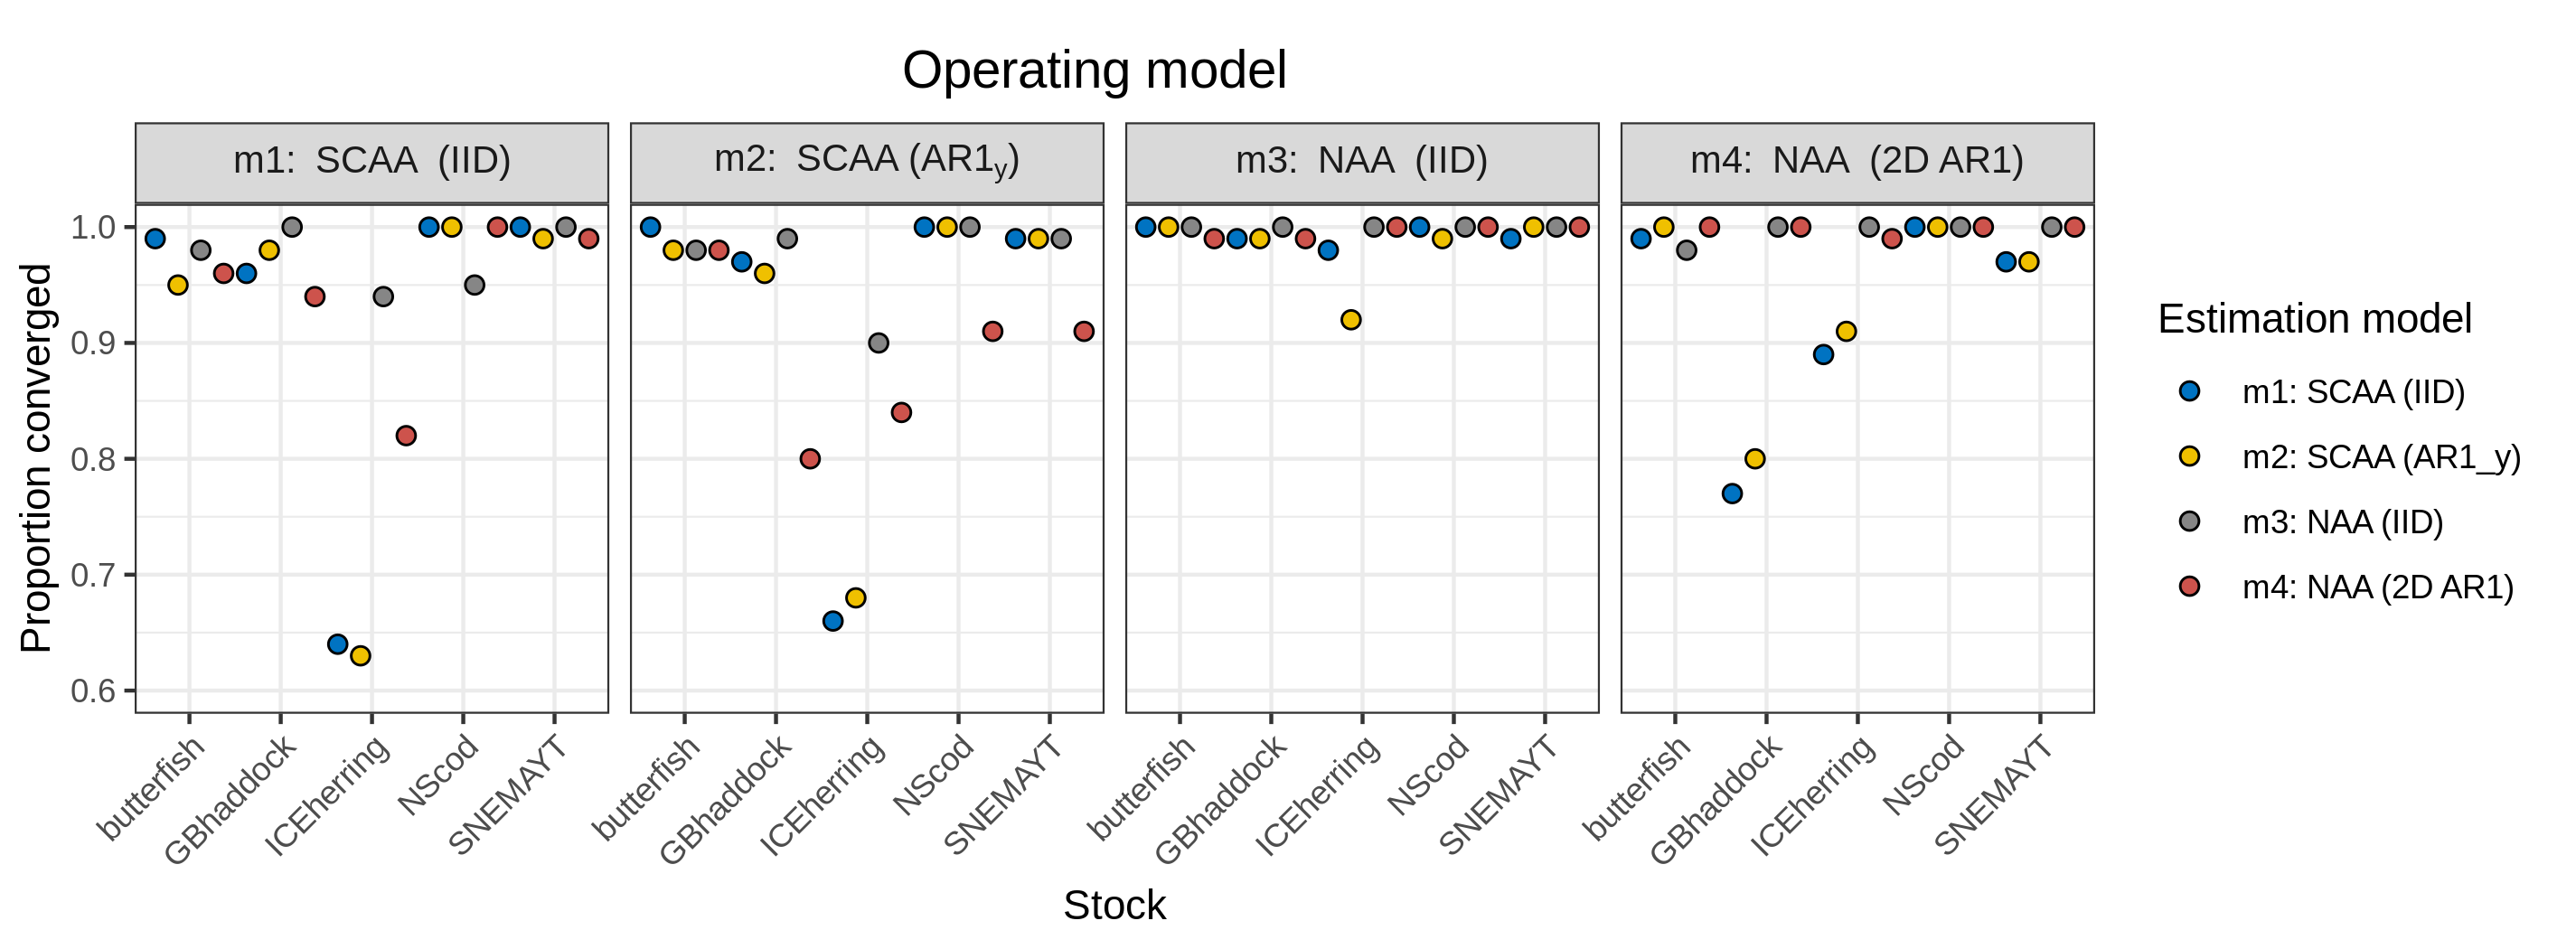 Operating model
m1: SCAA (IID)
m2: SCAA (AR1y)
m3: NAA (IID)
m4: NAA (2D AR1)
Proportion converged
1.0
0.9
0.8
0.7
0.6
butterfish
GBhaddock
ICEherring
NScod
SNEMAYT
butterfish
GBhaddock
ICEherring
NScod
SNEMAYT
butterfish
GBhaddock
ICEherring
NScod
SNEMAYT
butterfish
GBhaddock
ICEherring
NScod
SNEMAYT
Stock
Estimation model
m1: SCAA (IID)
m2: SCAA (AR1_y)
m3: NAA (IID)
m4: NAA (2D AR1)